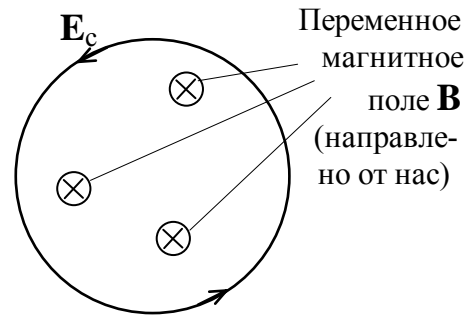 E_c
Переменное
магнитное
поле B
(направле-
но от нас)